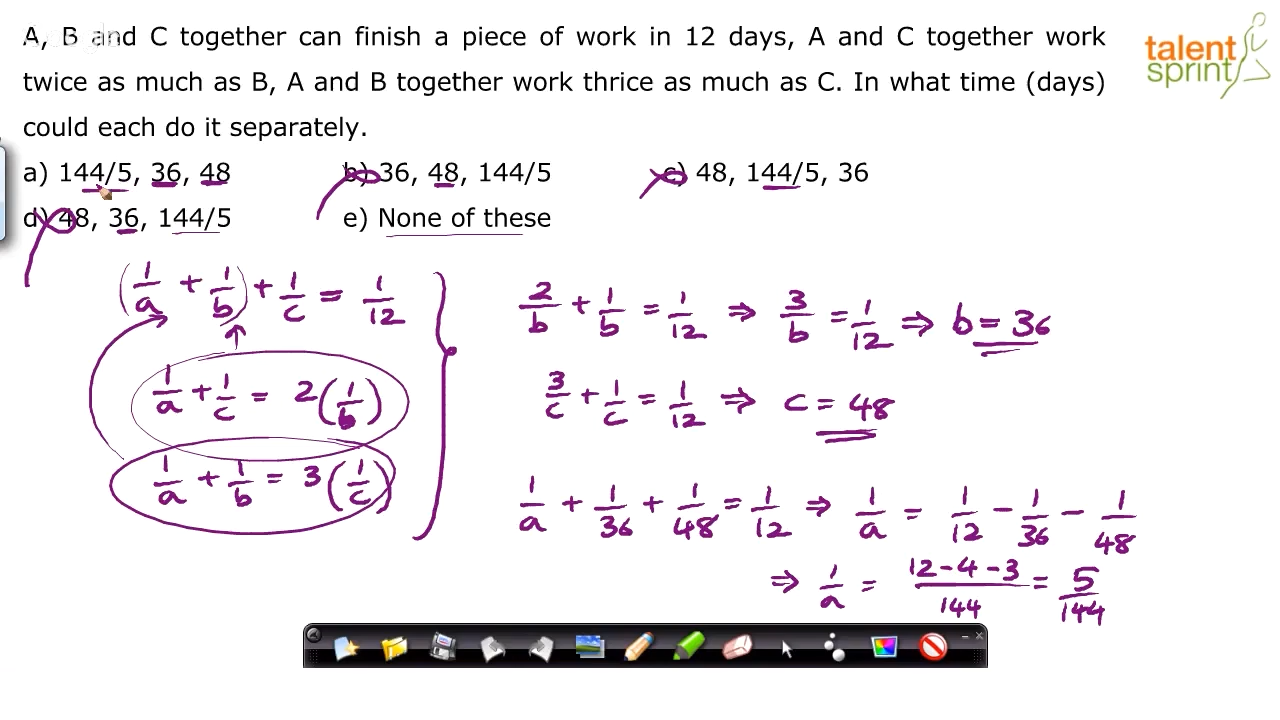 A, B and C together can finish a piece of work in 12 days, A and C together work
twice as much as B, A and B together work thrice as much as C. In what time (days)
could each do it separately.
a) 144/5, 36, 48 b) 36, 48, 144/5 c) 48, 144/5, 36
d) 48, 36, 144/5 e) None of these
talent
sprint
(1/a + 1/b) + 1/c = 1/12
1/a + 1/c = 2(1/b)
1/a + 1/b = 3(1/c)
2/b + 1/b = 1/12 ⇒ 3/b = 1/12 ⇒ b = 36
3/c + 1/c = 1/12 ⇒ c = 48
1/a + 1/36 + 1/48 = 1/12 ⇒ 1/a = 1/12 - 1/36 - 1/48
⇒ 1/a = 12-4-3/144 = 5/144